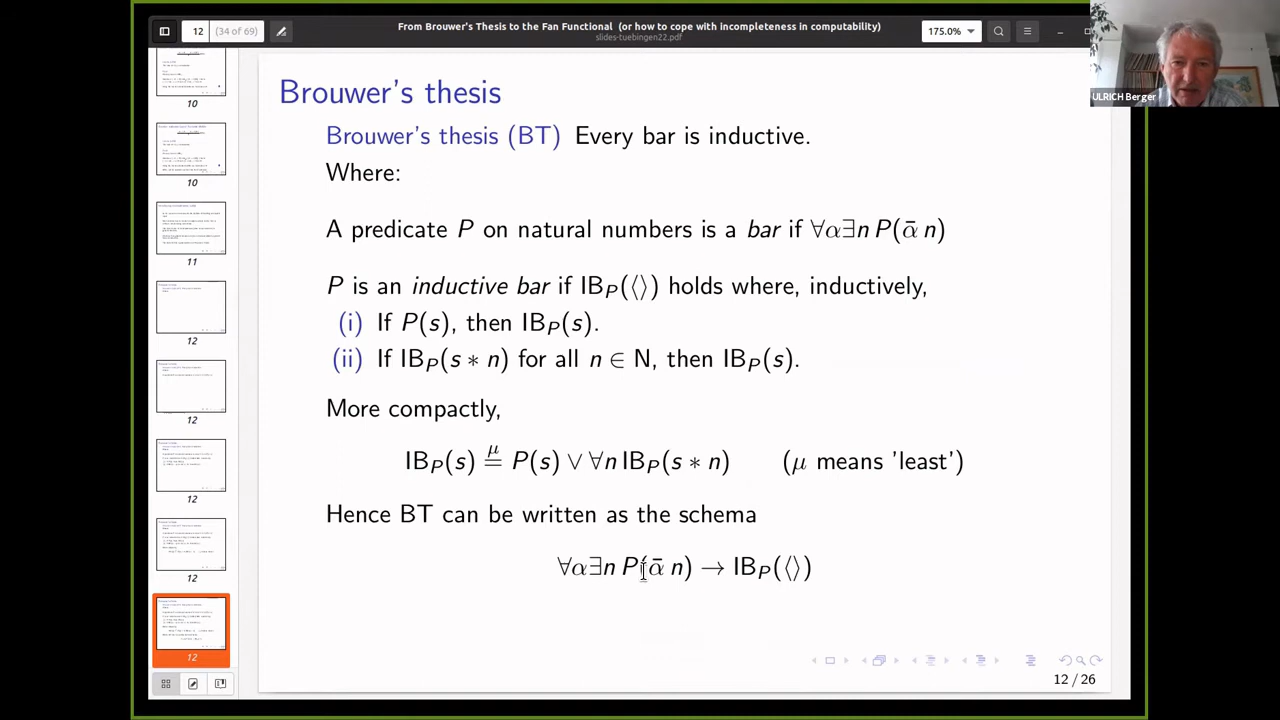 12
(34 of 69)
From Brouwer's Thesis to the Fan Functional (or how to cope with incompleteness in computability)
slides-tuebingen22.pdf
175.0%
ULRICH Berger
10
10
11
12
12
12
12
12
Brouwer's thesis
Brouwer's thesis (BT) Every bar is inductive.
Where:
A predicate P on natural numbers is a bar if ∀α∃n P(ᾱ n)
P is an inductive bar if IB_P(⟨⟩) holds where, inductively,
(i) If P(s), then IB_P(s).
(ii) If IB_P(s ∗ n) for all n ∈ N, then IB_P(s).
More compactly,
IB_P(s) =^μ P(s) ∨ ∀n IB_P(s ∗ n) (μ means 'least')
Hence BT can be written as the schema
∀α∃n P(ᾱ n) → IB_P(⟨⟩)
12 / 26